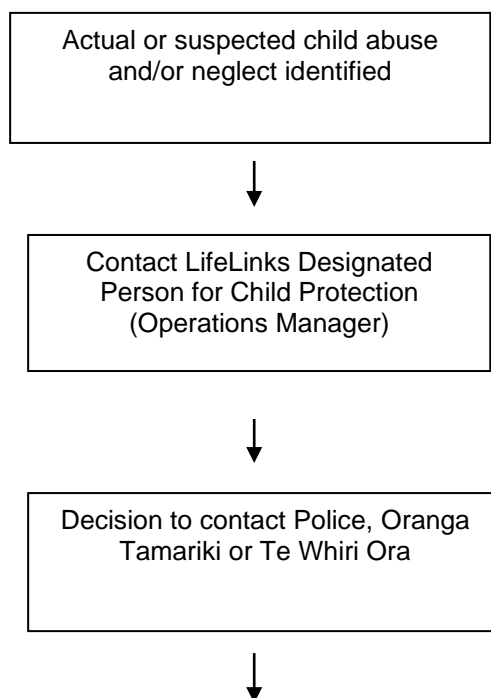 Actual or suspected child abuse
and/or neglect identified
Contact LifeLinks Designated
Person for Child Protection
(Operations Manager)
Decision to contact Police, Oranga
Tamariki or Te Whiri Ora